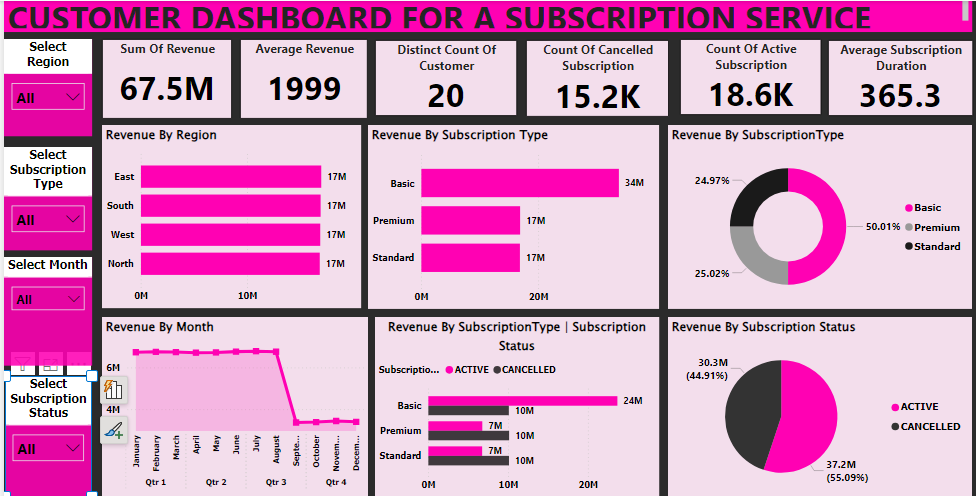 CUSTOMER DASHBOARD FOR A SUBSCRIPTION SERVICE
Select
Region
All
Select
Subscription
Type
All
Select Month
All
Select
Subscription
Status
All
Sum Of Revenue
67.5M
Average Revenue
1999
Distinct Count Of
Customer
20
Count Of Cancelled
Subscription
15.2K
Count Of Active
Subscription
18.6K
Average Subscription
Duration
365.3
Revenue By Region
East
17M
South
17M
West
17M
North
17M
0M
10M
Revenue By Subscription Type
Basic
34M
Premium
17M
Standard
17M
0M
20M
Revenue By SubscriptionType
24.97%
50.01%
25.02%
Basic
Premium
Standard
Revenue By Month
6M
4M
January
February
March
April
May
June
July
August
Septe...
October
Novem...
Decem...
Qtr 1
Qtr 2
Qtr 3
Qtr 4
Revenue By SubscriptionType | Subscription
Status
Subscriptio...
ACTIVE
CANCELLED
Basic
24M
10M
Premium
7M
10M
Standard
7M
10M
0M
10M
20M
Revenue By Subscription Status
30.3M
(44.91%)
37.2M
(55.09%)
ACTIVE
CANCELLED